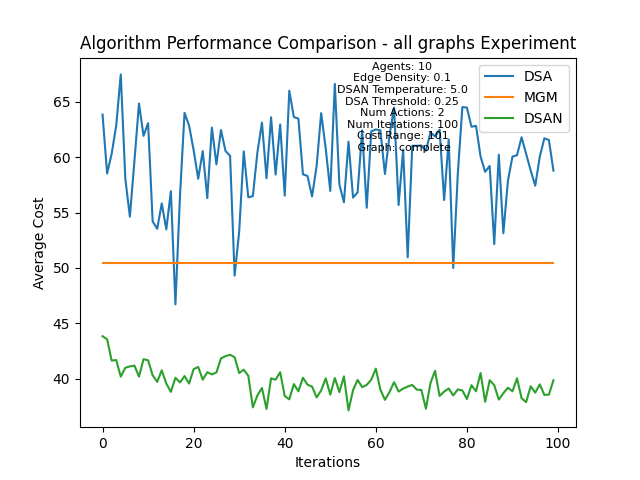 Algorithm Performance Comparison - all graphs Experiment
Agents: 10
Edge Density: 0.1
DSAN Temperature: 5.0
DSA Threshold: 0.25
Num Actions: 2
Num Iterations: 100
Cost Range: 101
Graph: complete
DSA
MGM
DSAN
Average Cost
65
60
55
50
45
40
0
20
40
60
80
100
Iterations